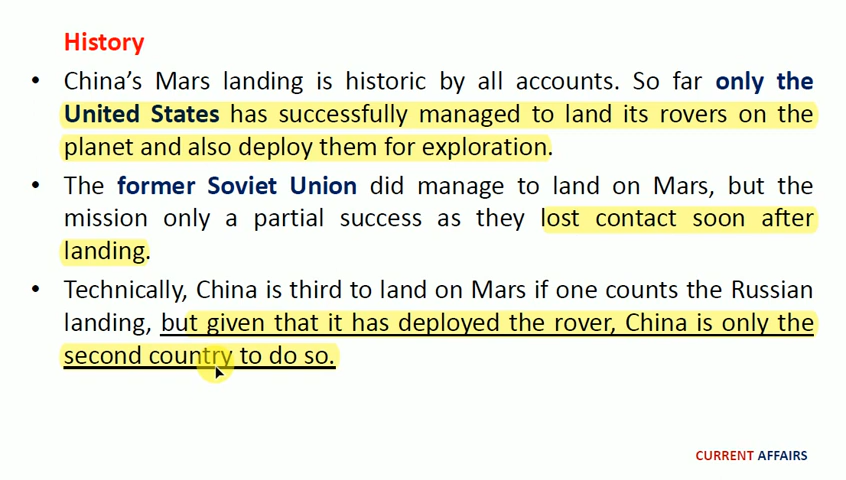 History
• China’s Mars landing is historic by all accounts. So far only the
United States has successfully managed to land its rovers on the
planet and also deploy them for exploration.
• The former Soviet Union did manage to land on Mars, but the
mission only a partial success as they lost contact soon after
landing.
• Technically, China is third to land on Mars if one counts the Russian
landing, but given that it has deployed the rover, China is only the
second country to do so.
CURRENT AFFAIRS